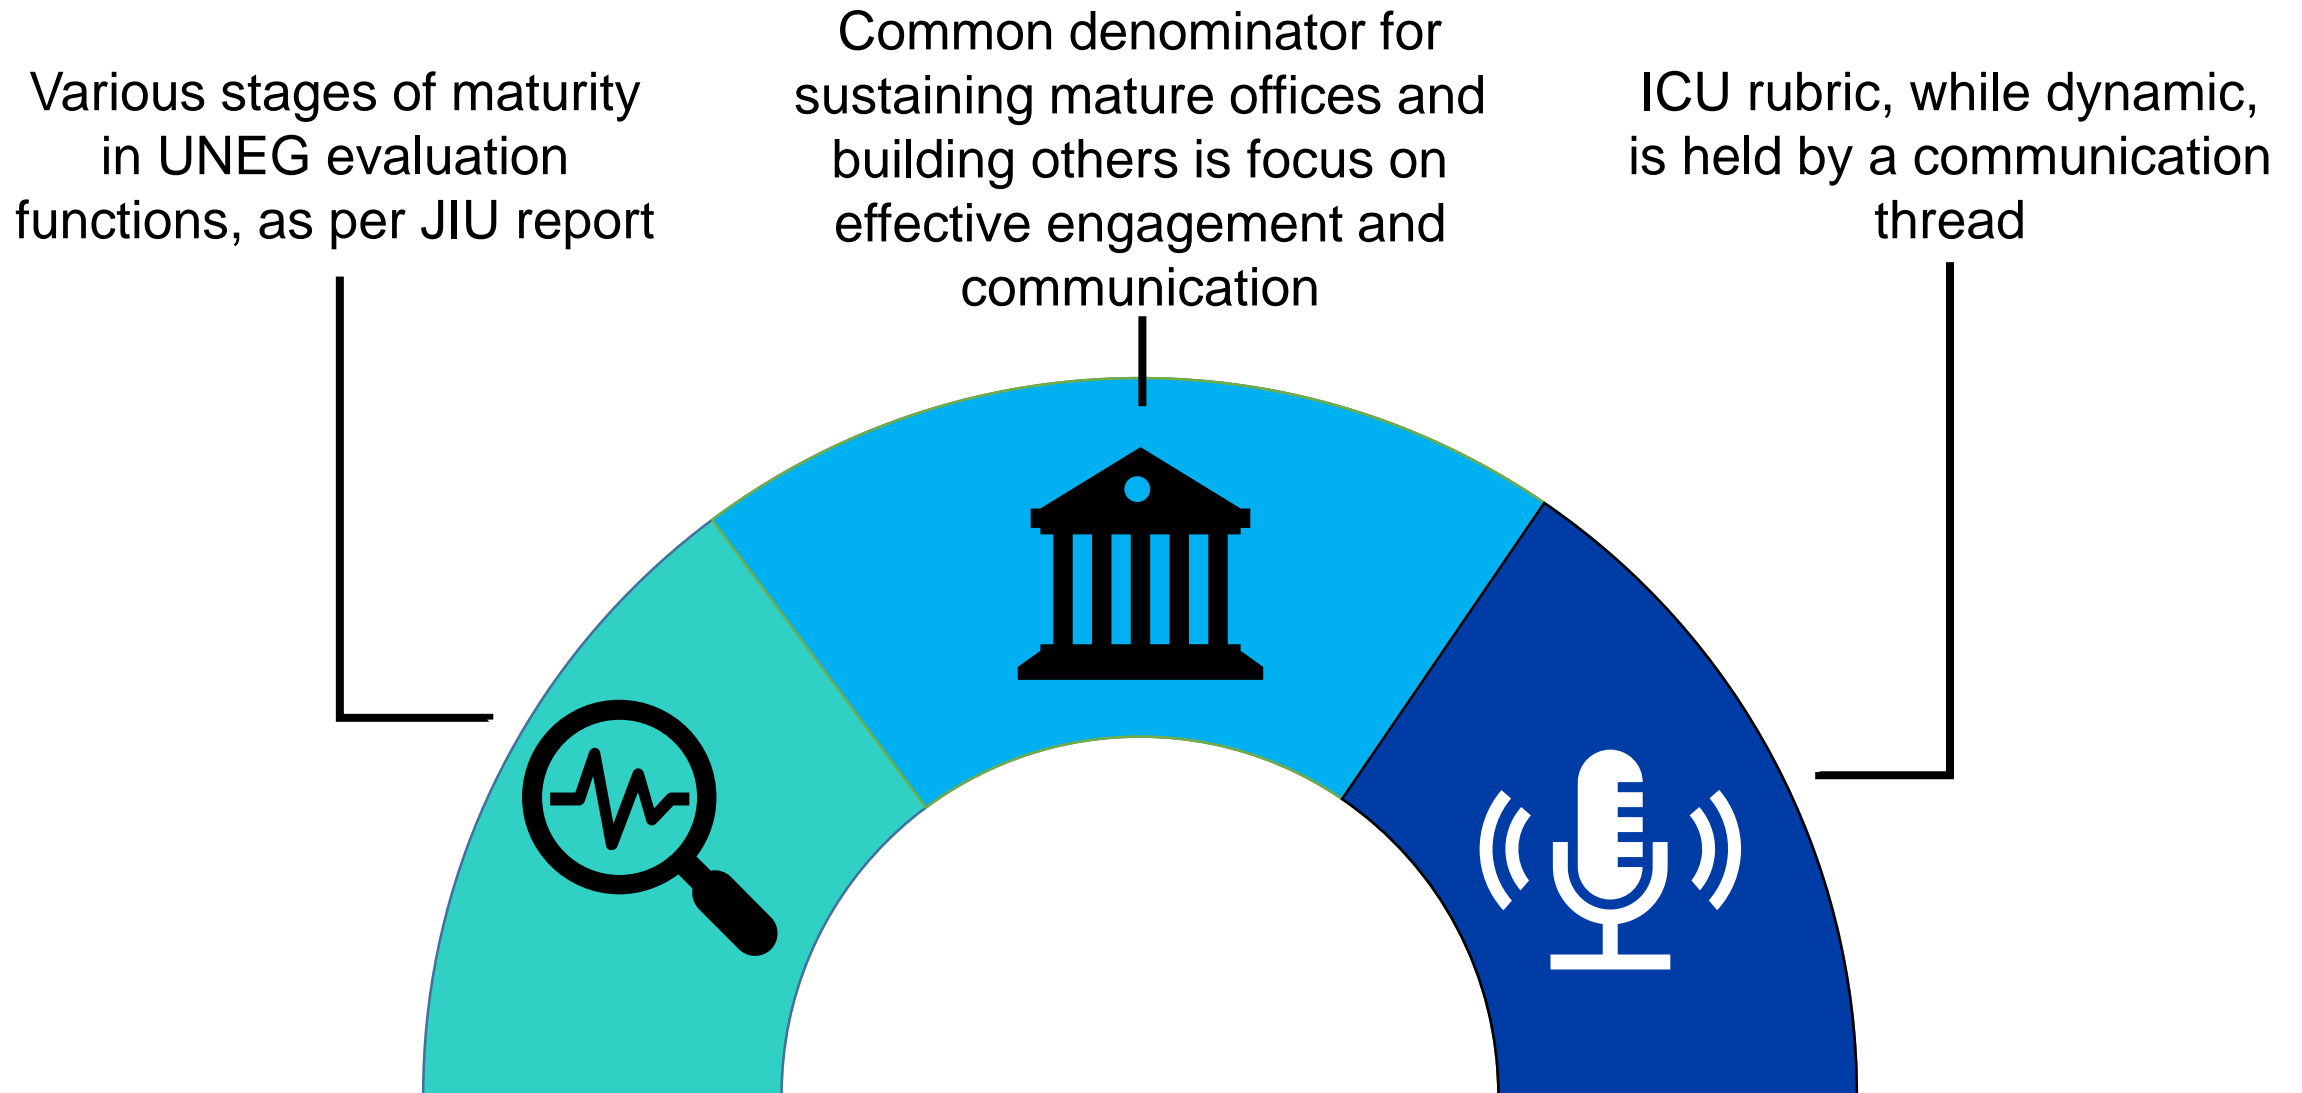 Various stages of maturity
in UNEG evaluation
functions, as per JIU report
Common denominator for
sustaining mature offices and
building others is focus on
effective engagement and
communication
ICU rubric, while dynamic,
is held by a communication
thread